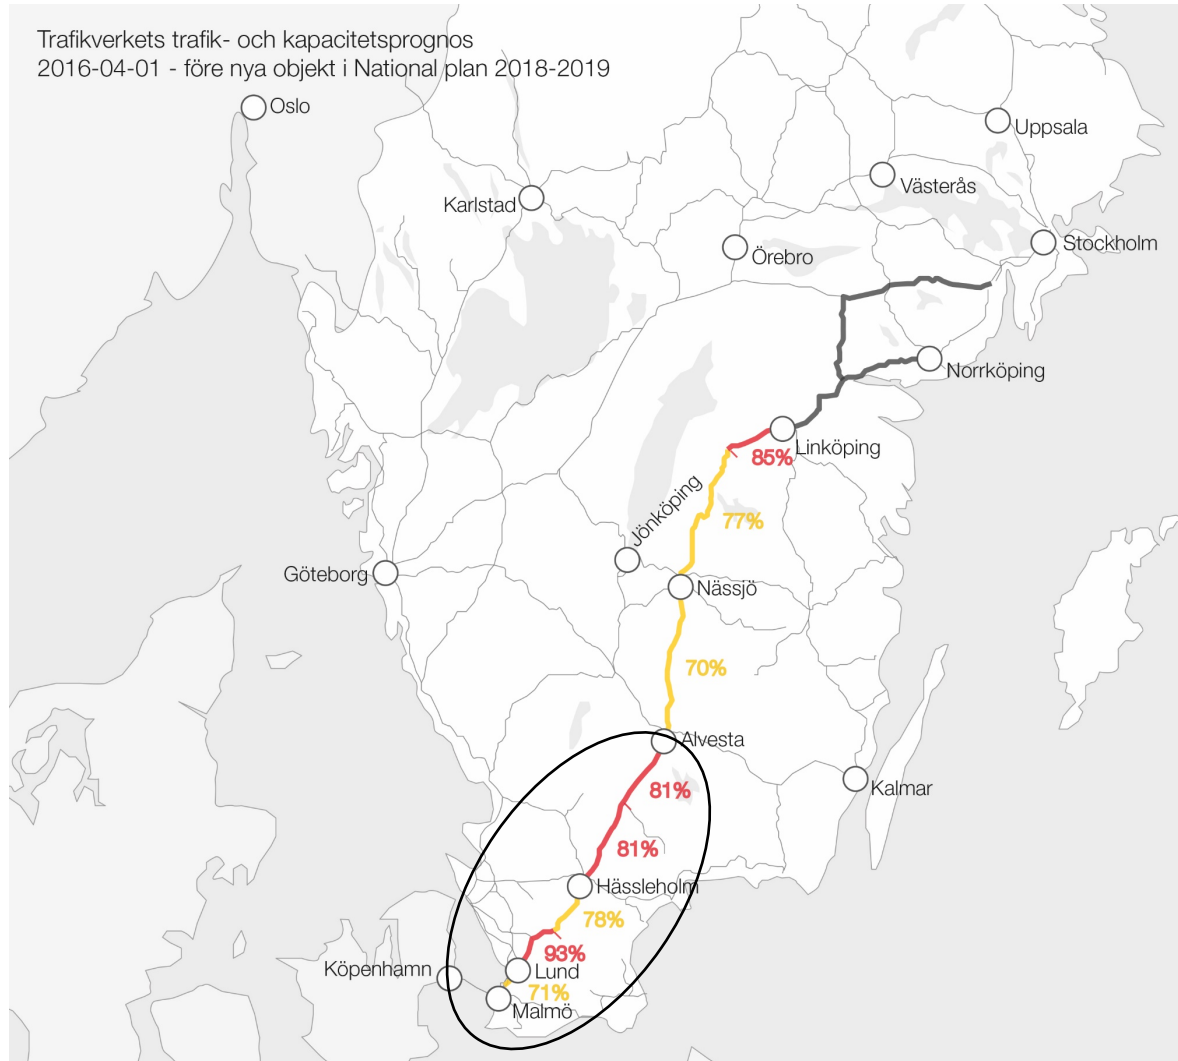 Trafikverkets trafik- och kapacitetsprognos
2016-04-01 - före nya objekt i National plan 2018-2019
Oslo
Uppsala
Västerås
Karlstad
Stockholm
Örebro
Norrköping
Linköping
85%
Jönköping
77%
Göteborg
Nässjö
70%
Alvesta
81%
Kalmar
81%
Hässleholm
78%
93%
Köpenhamn
Lund
71%
Malmö